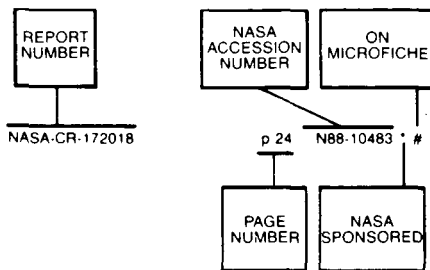 REPORT
NUMBER
NASA
ACCESSION
NUMBER
ON
MICROFICHE
NASA-CR-172018
p 24 N88-10483 * #
PAGE
NUMBER
NASA
SPONSORED